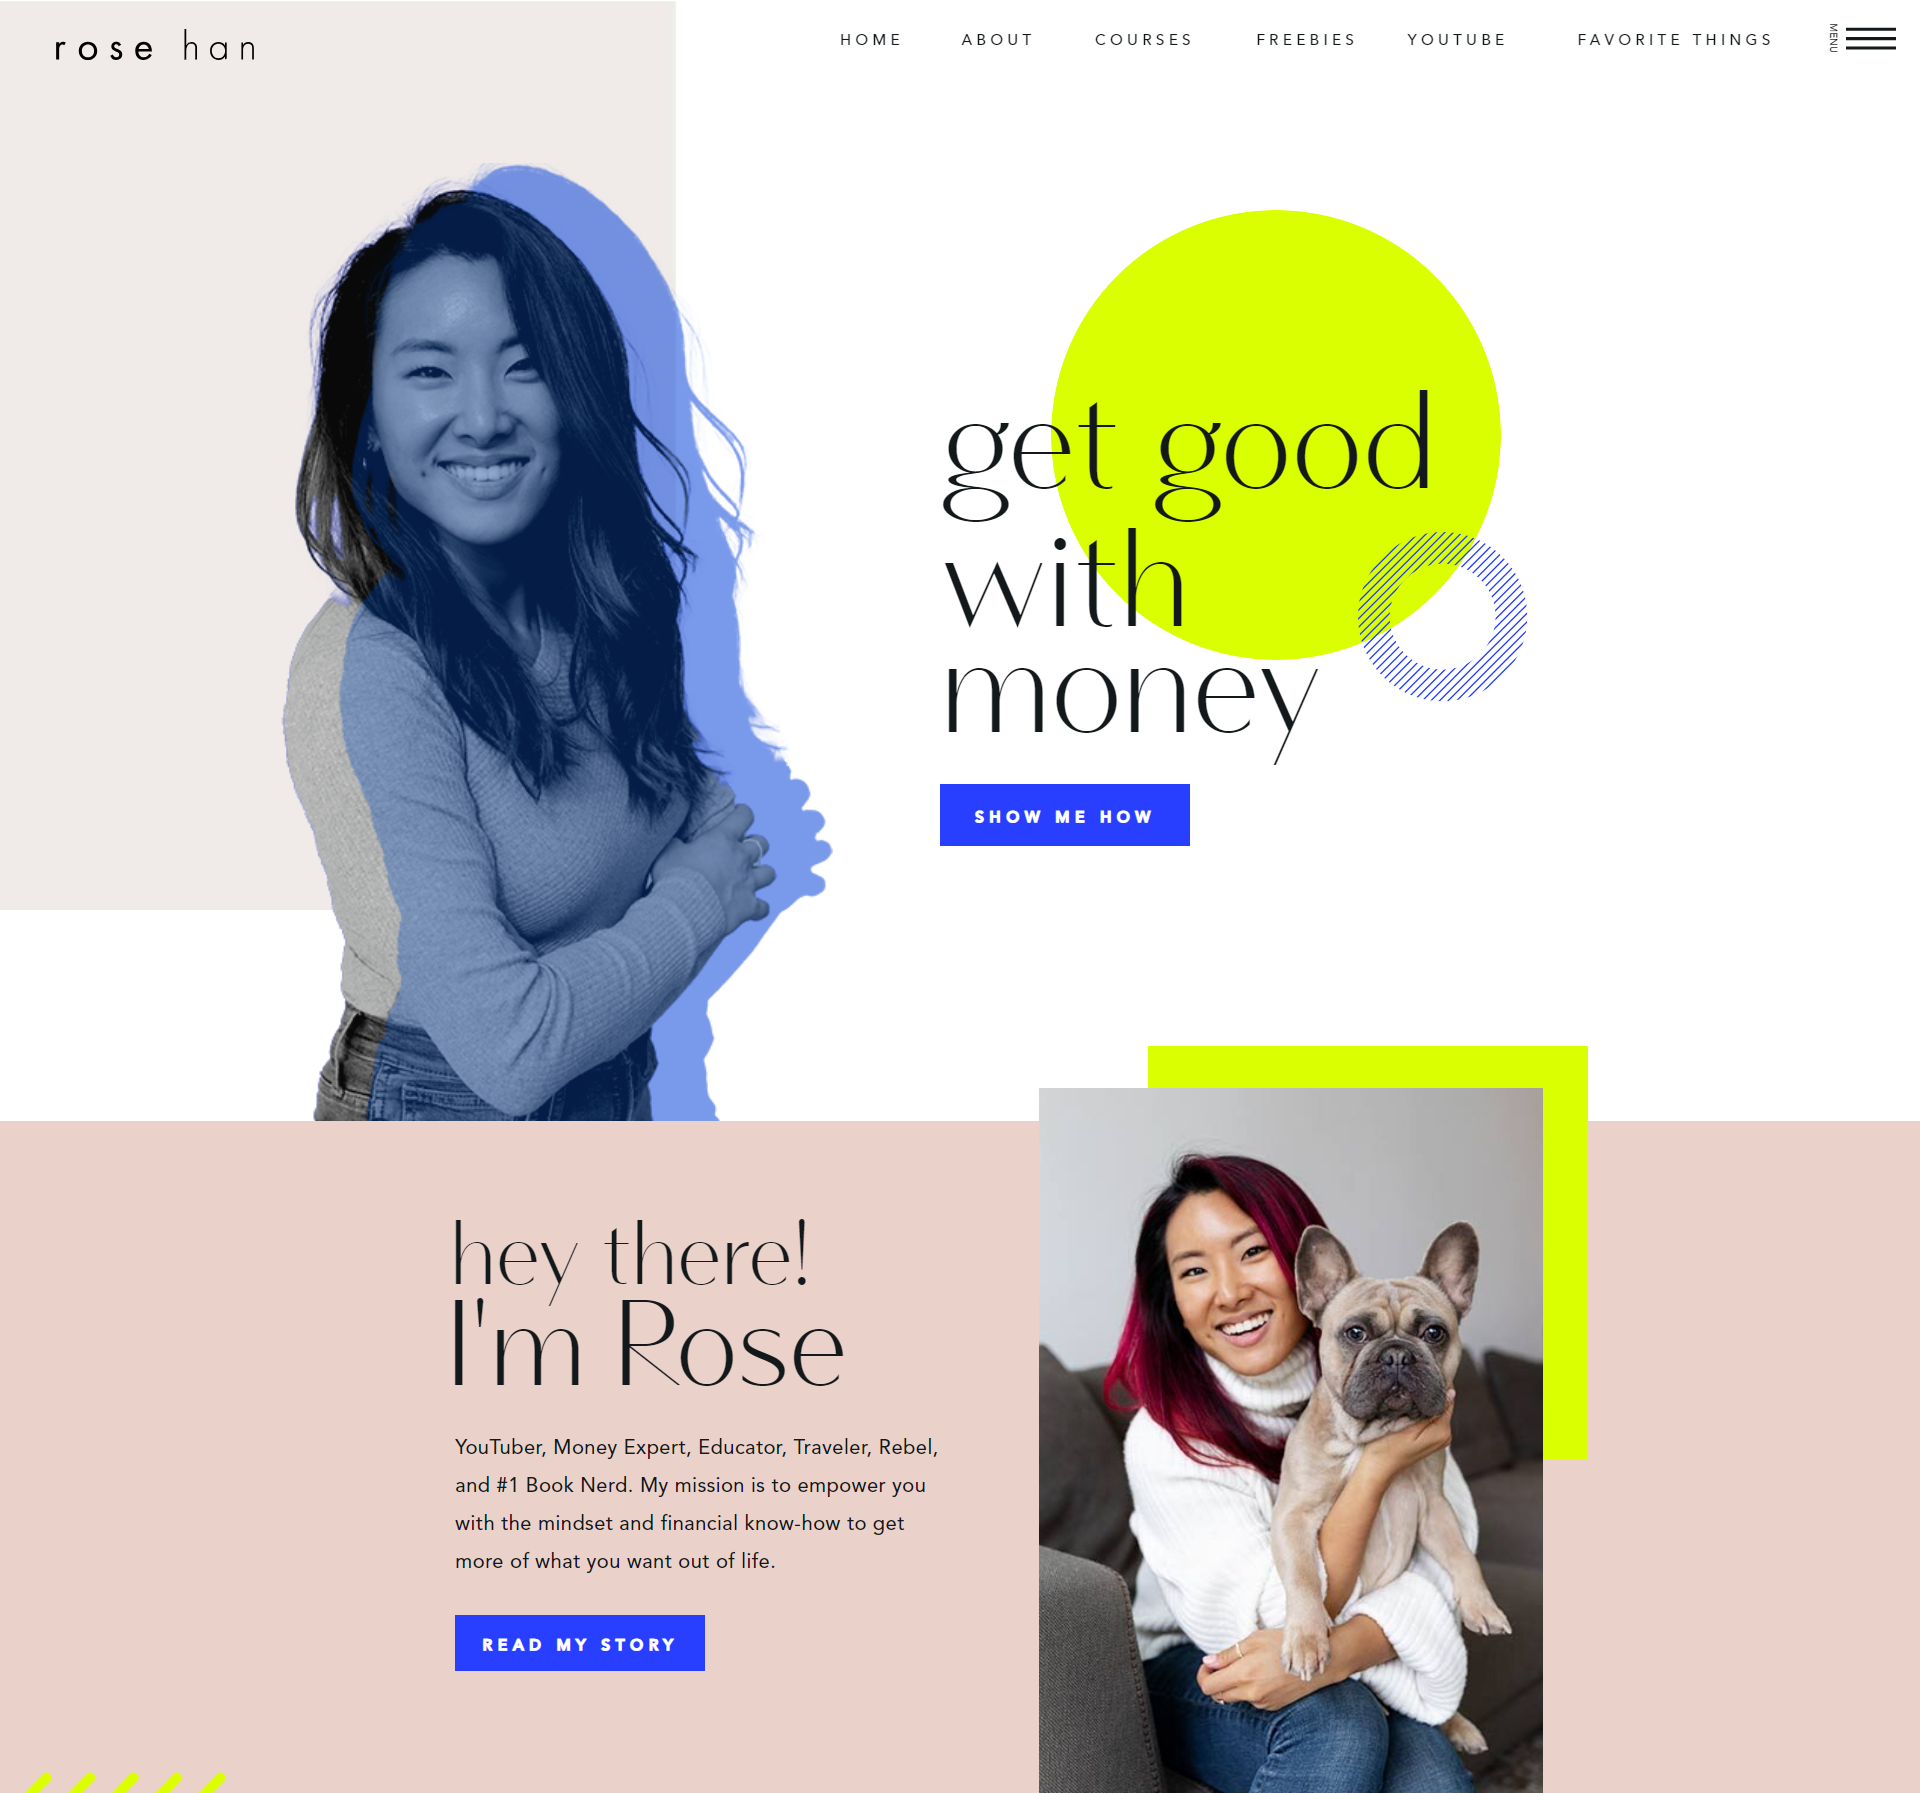 rose han
HOME ABOUT COURSES FREEBIES YOUTUBE FAVORITE THINGS MENU
get good
with
money
SHOW ME HOW
hey there!
I'm Rose
YouTuber, Money Expert, Educator, Traveler, Rebel,
and #1 Book Nerd. My mission is to empower you
with the mindset and financial know-how to get
more of what you want out of life.
READ MY STORY